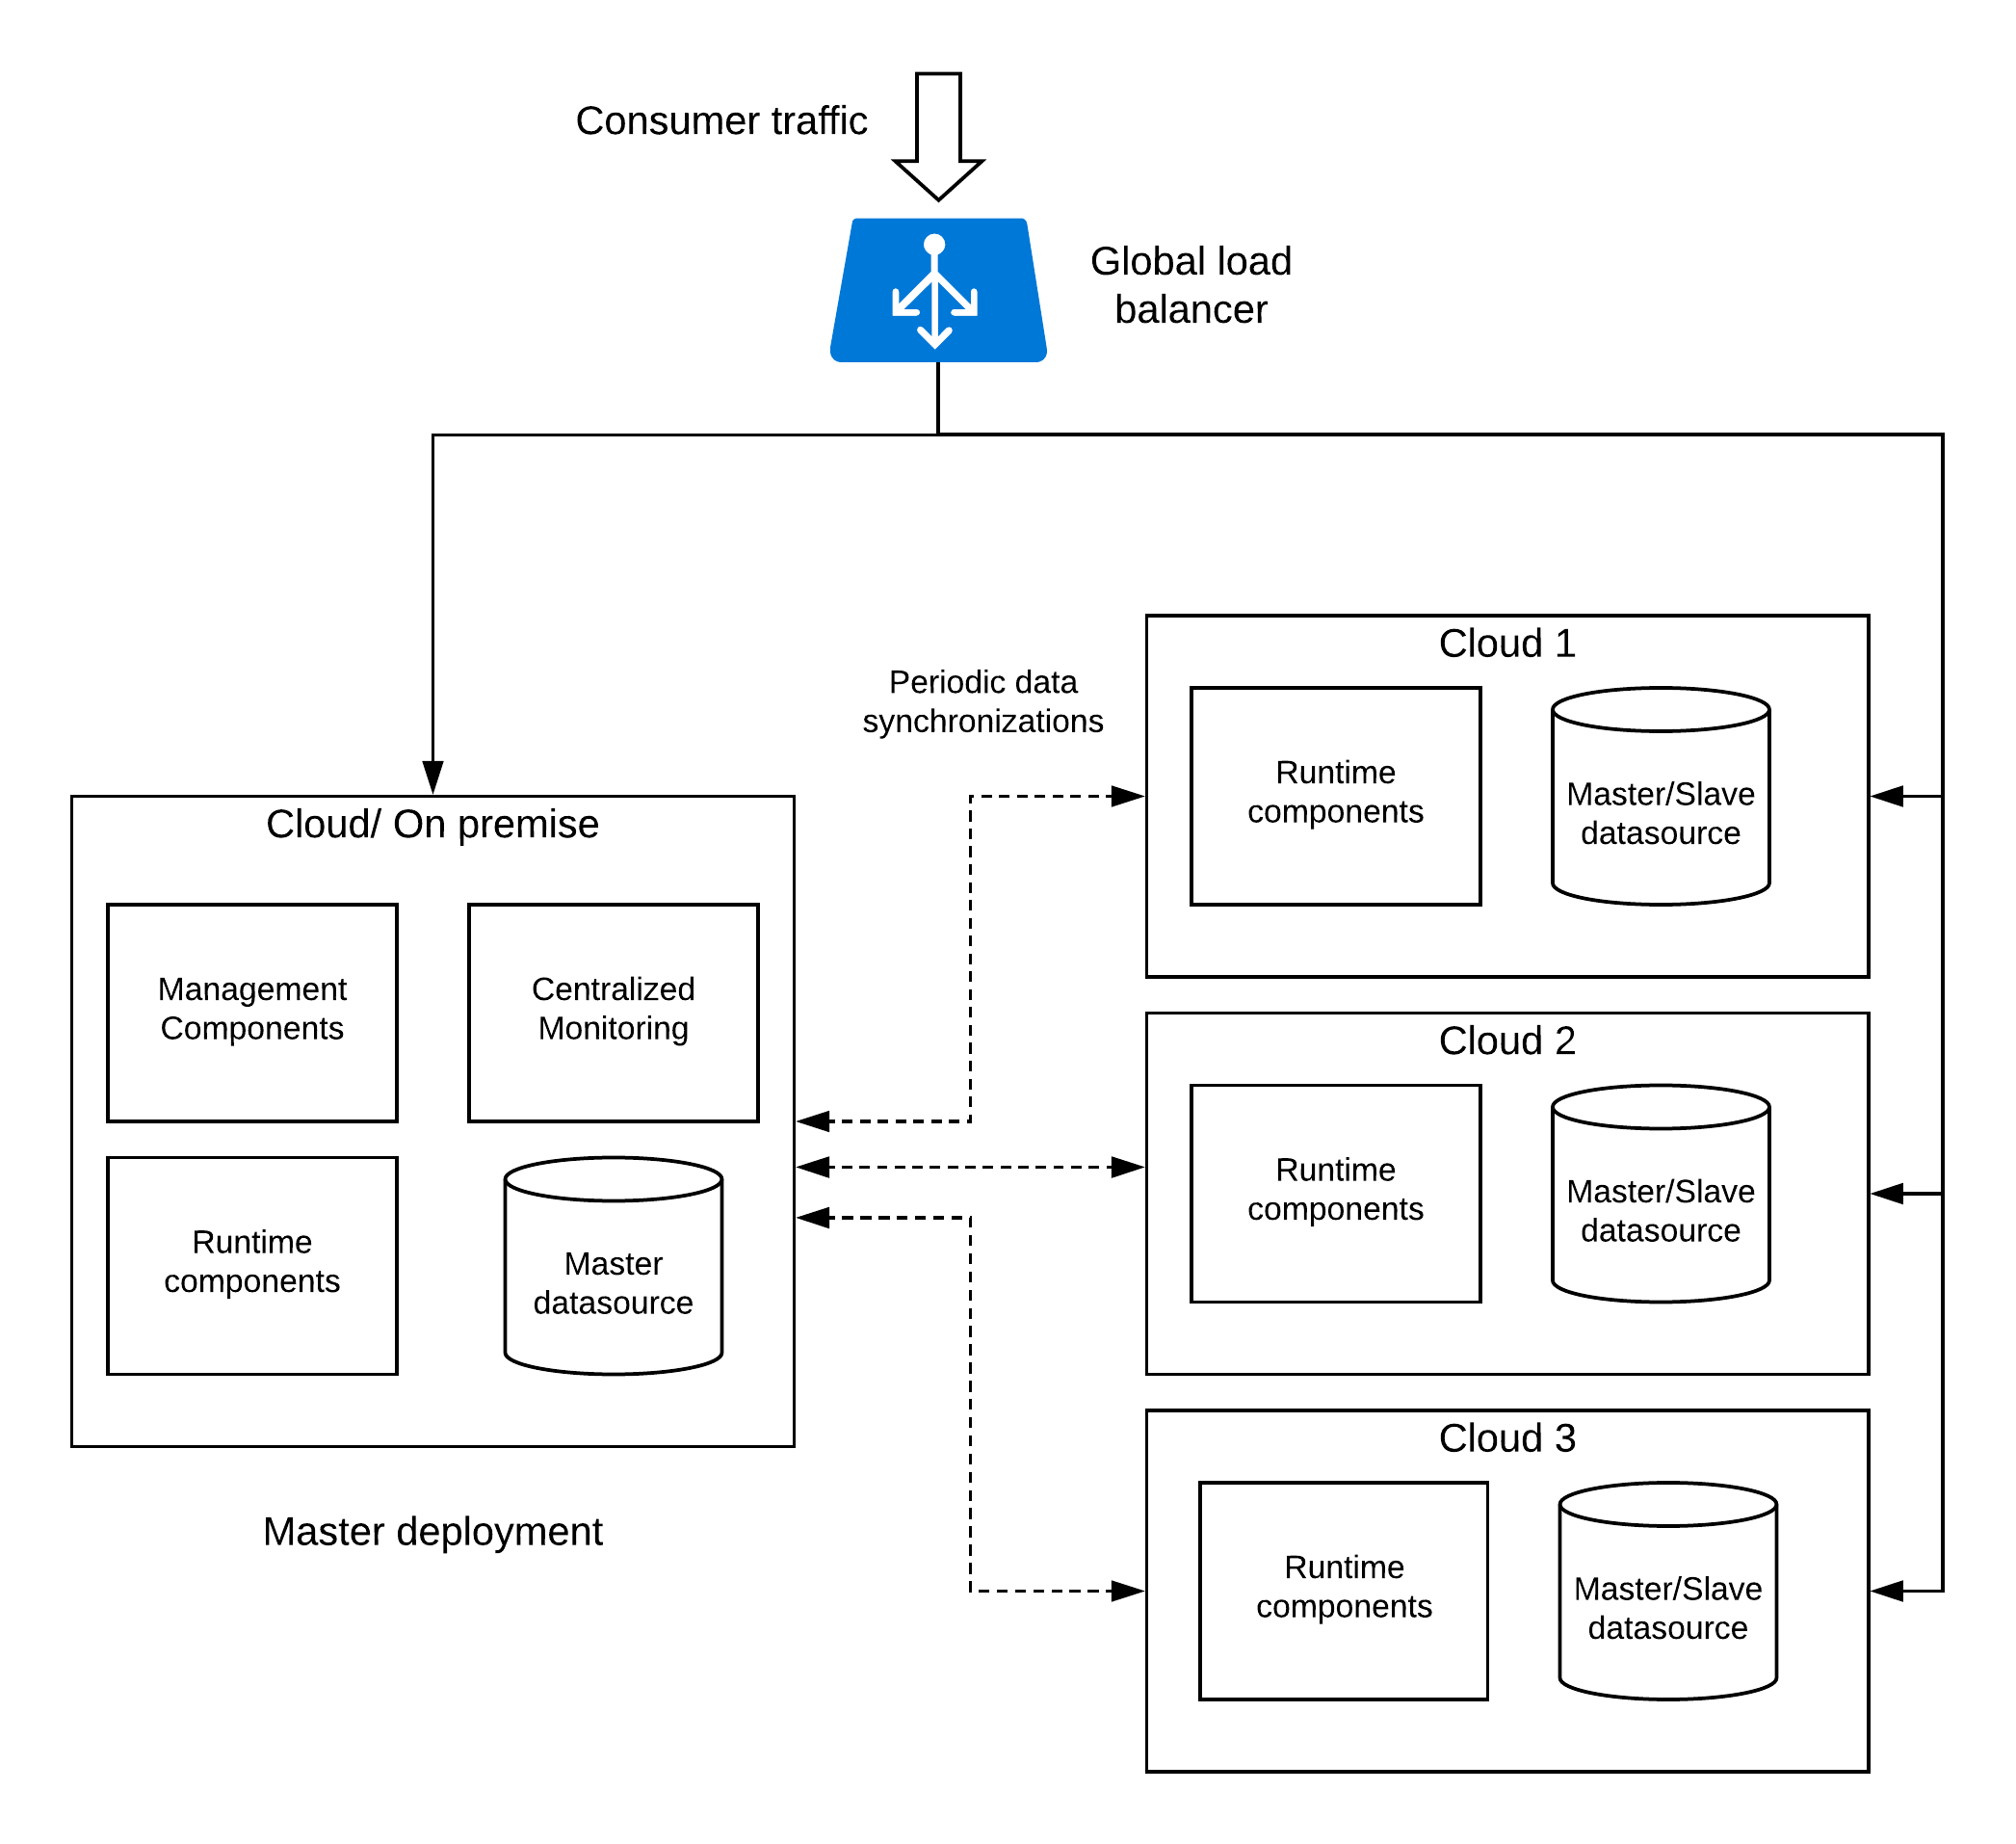 Consumer traffic
Global load
balancer
Periodic data
synchronizations
Cloud/ On premise
Management
Components
Centralized
Monitoring
Runtime
components
Master
datasource
Master deployment
Cloud 1
Runtime
components
Master/Slave
datasource
Cloud 2
Runtime
components
Master/Slave
datasource
Cloud 3
Runtime
components
Master/Slave
datasource